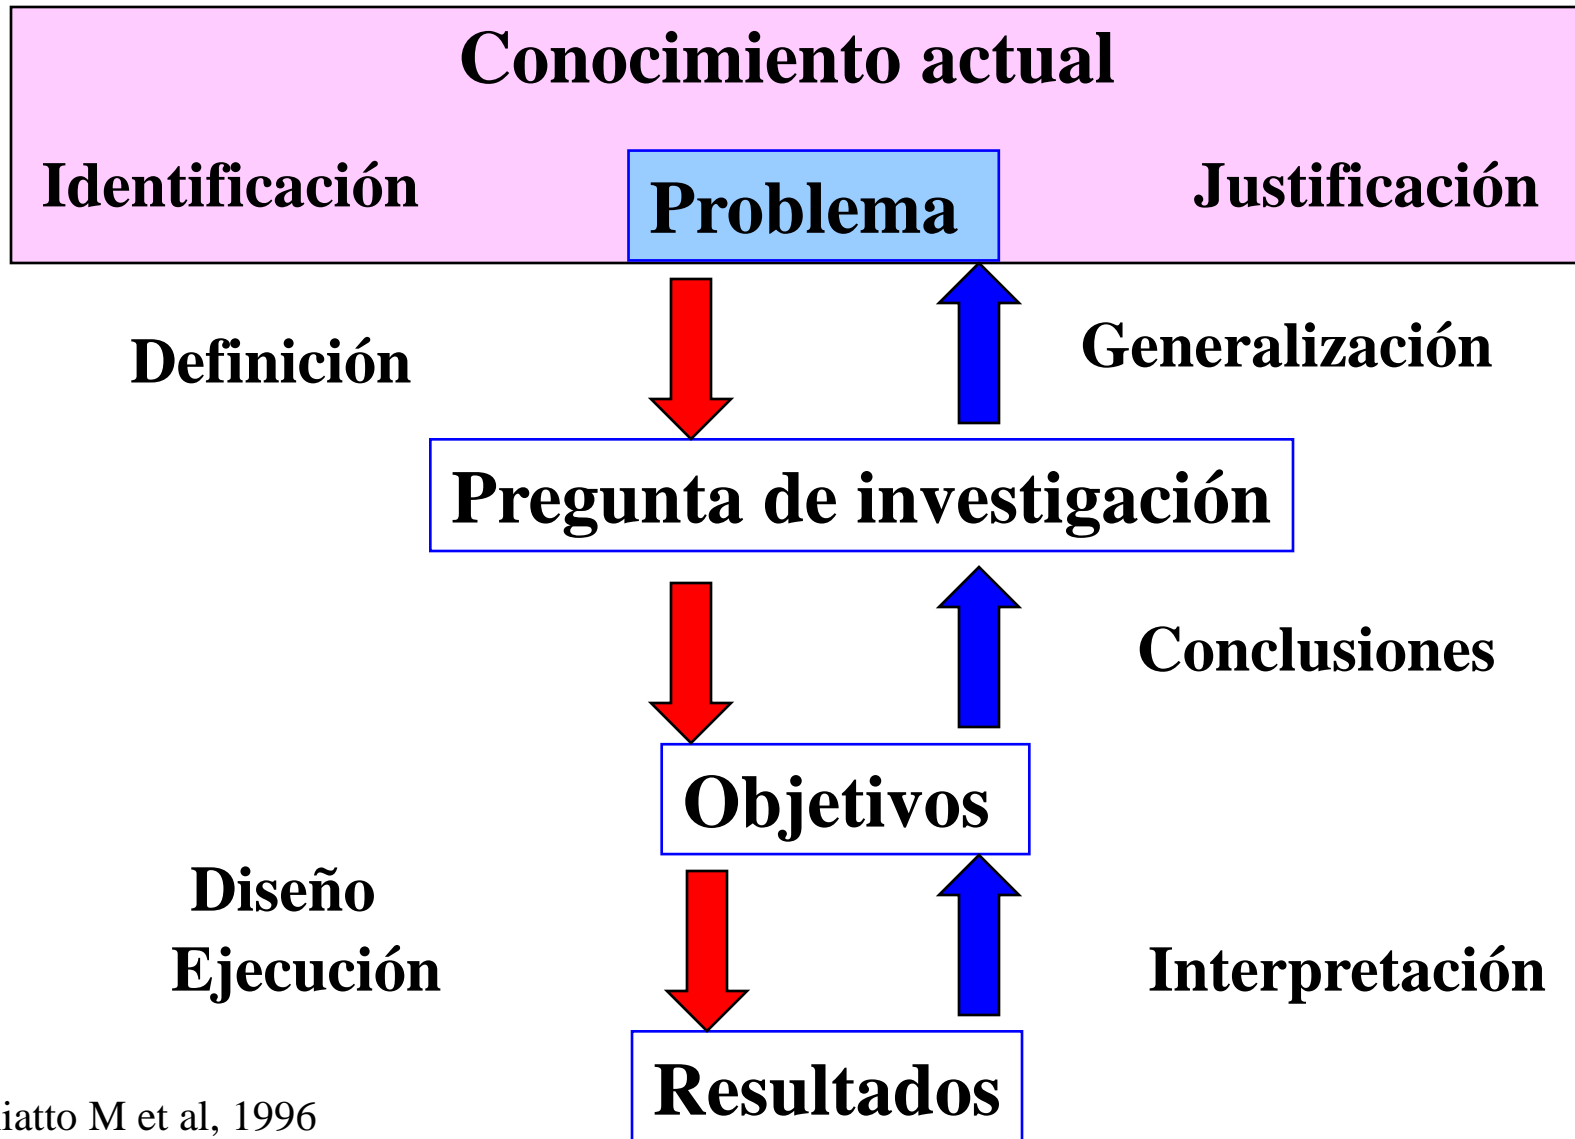 Conocimiento actual
Identificación
Problema
Justificación
Definición
Generalización
Pregunta de investigación
Conclusiones
Objetivos
Diseño
Ejecución
Interpretación
Resultados
M et al, 1996